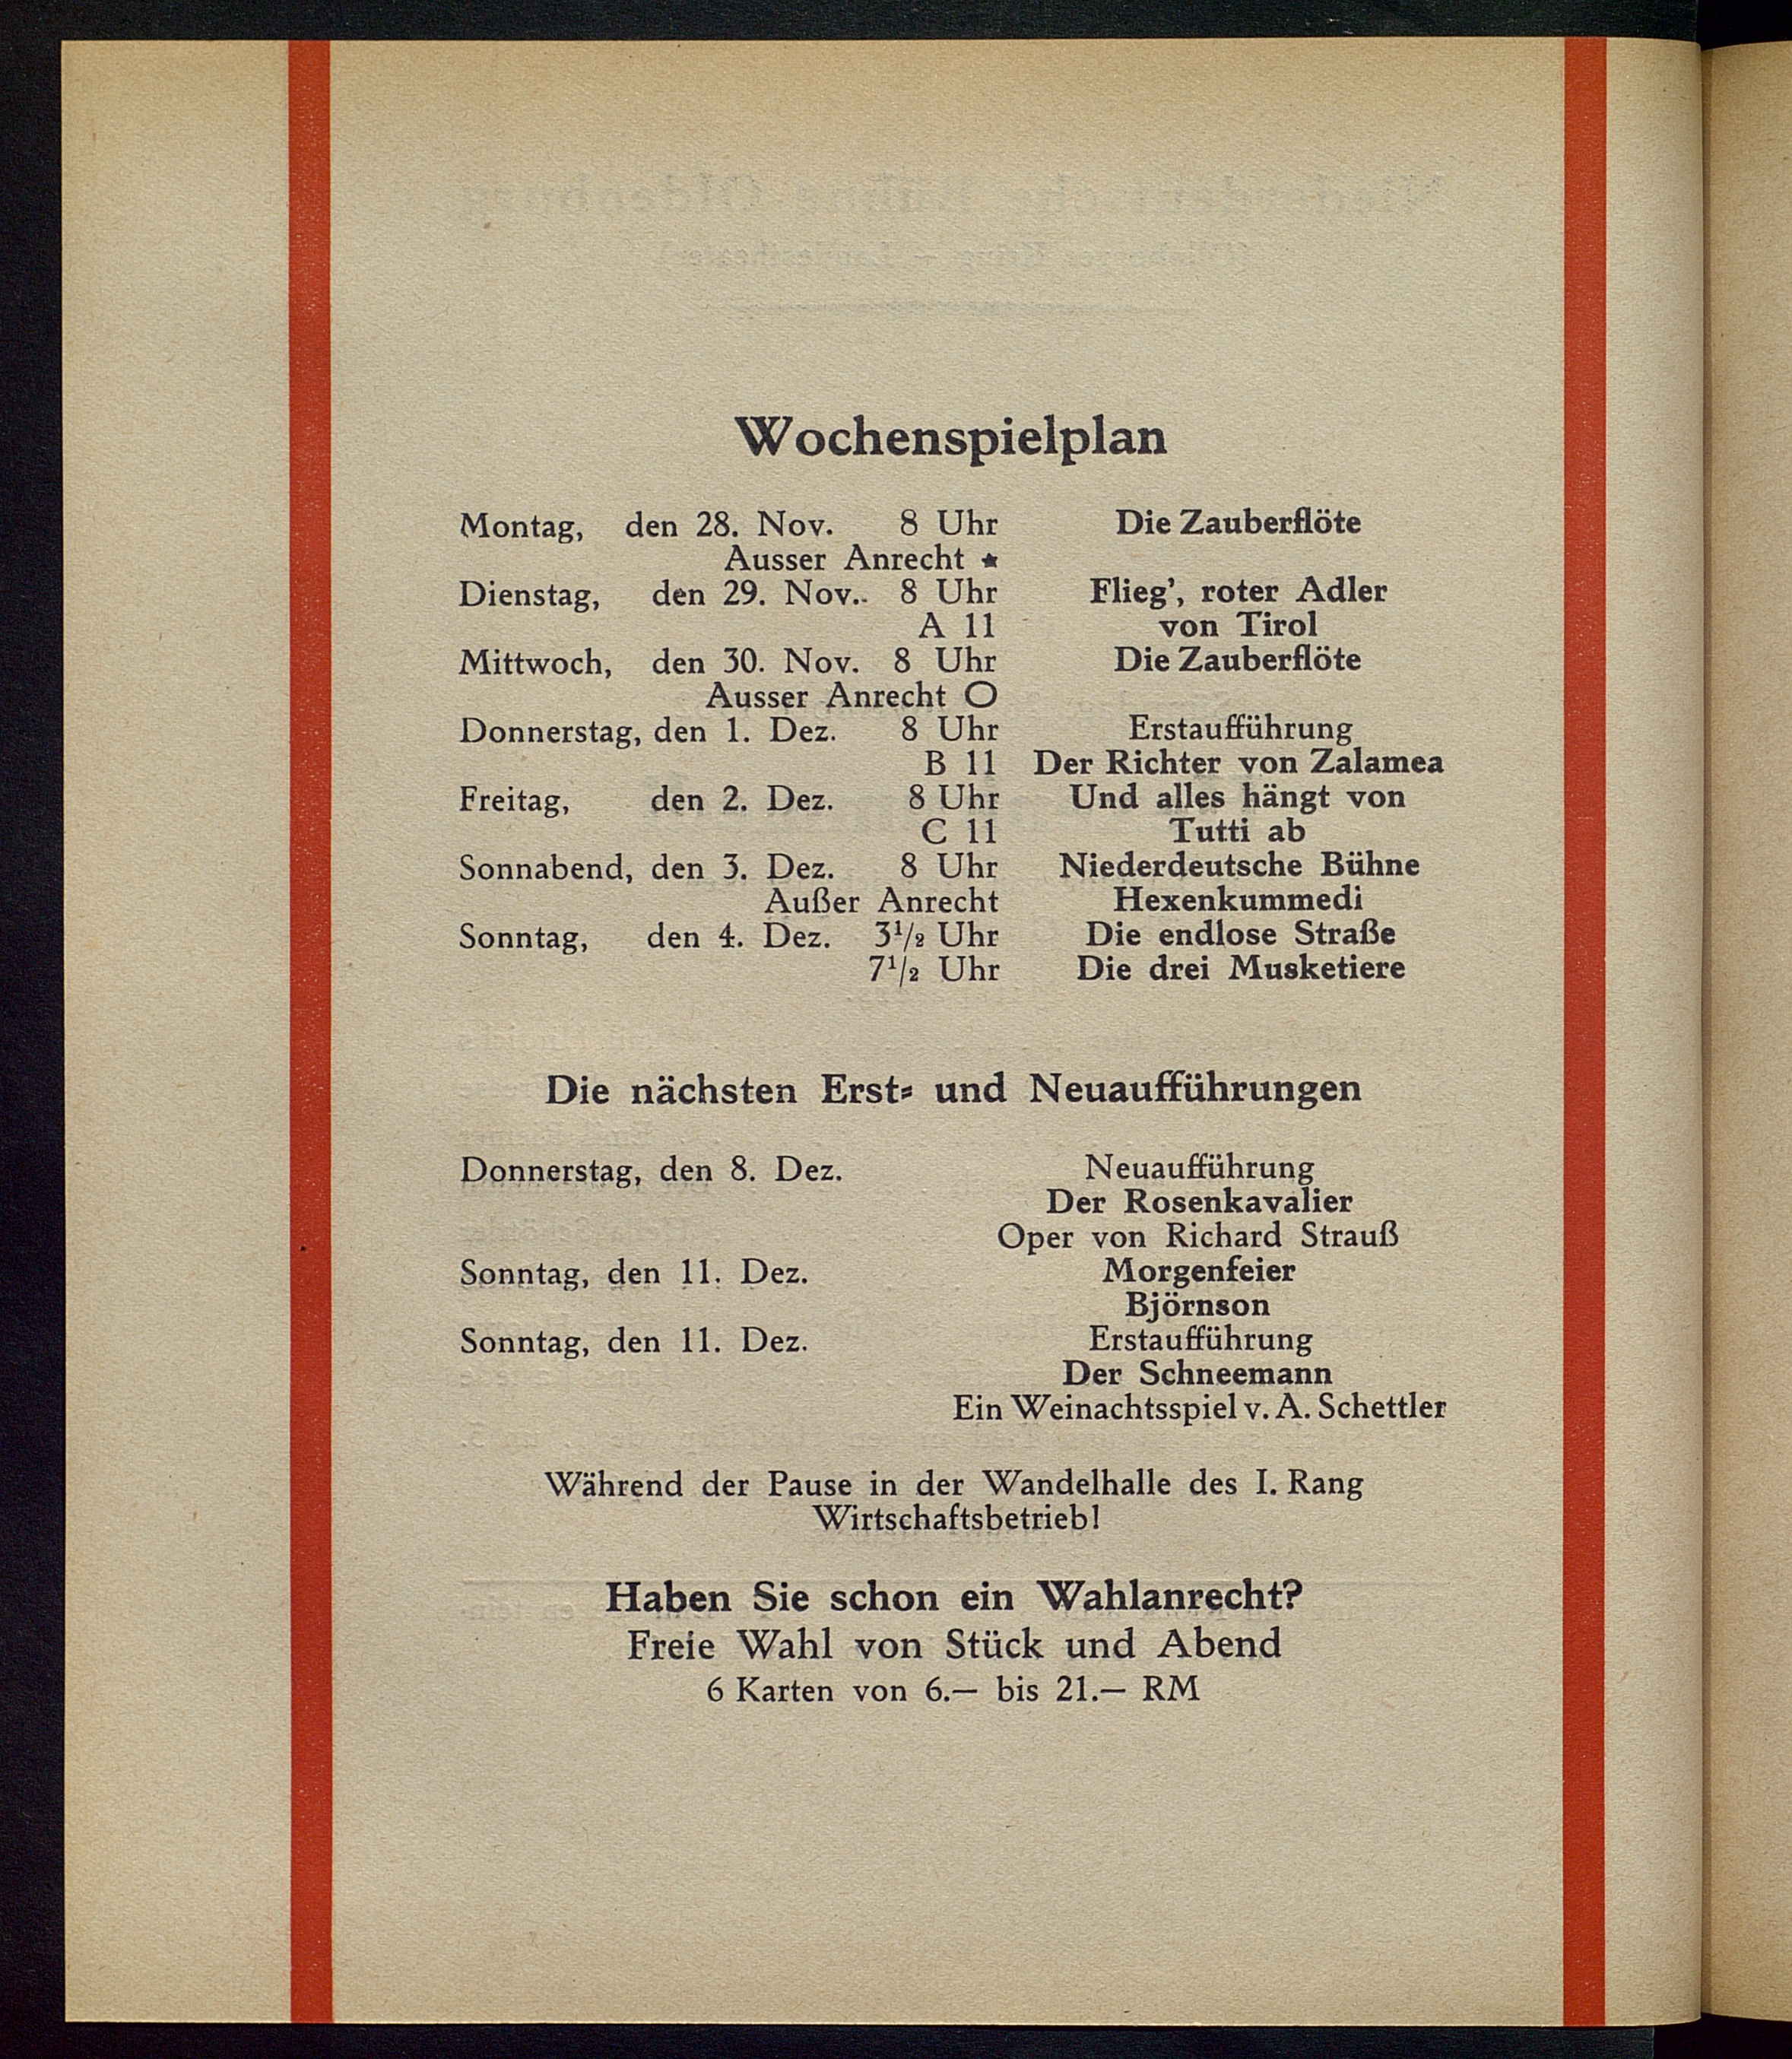 Wochenspielplan
Montag, den 28. Nov. 8 Uhr Die Zauberflöte
Ausser Anrecht ★
Dienstag, den 29. Nov.. 8 Uhr Flieg', roter Adler
A 11 von Tirol
Mittwoch, den 30. Nov. 8 Uhr Die Zauberflöte
Ausser Anrecht O
Donnerstag, den 1. Dez. 8 Uhr Erstaufführung
B 11 Der Richter von Zalamea
Freitag, den 2. Dez. 8 Uhr Und alles hängt von
C 11 Tutti ab
Sonnabend, den 3. Dez. 8 Uhr Niederdeutsche Bühne
Außer Anrecht Hexenkummedi
Sonntag, den 4. Dez. 3½ Uhr Die endlose Straße
7½ Uhr Die drei Musketiere
Die nächsten Erst= und Neuaufführungen
Donnerstag, den 8. Dez. Neuaufführung
Der Rosenkavalier
Oper von Richard Strauß
Sonntag, den 11. Dez. Morgenfeier
Björnson
Sonntag, den 11. Dez. Erstaufführung
Der Schneemann
Ein Weinachtsspiel v. A. Schettler
Während der Pause in der Wandelhalle des I. Rang
Wirtschaftsbetrieb!
Haben Sie schon ein Wahlanrecht?
Freie Wahl von Stück und Abend
6 Karten von 6.— bis 21.— RM